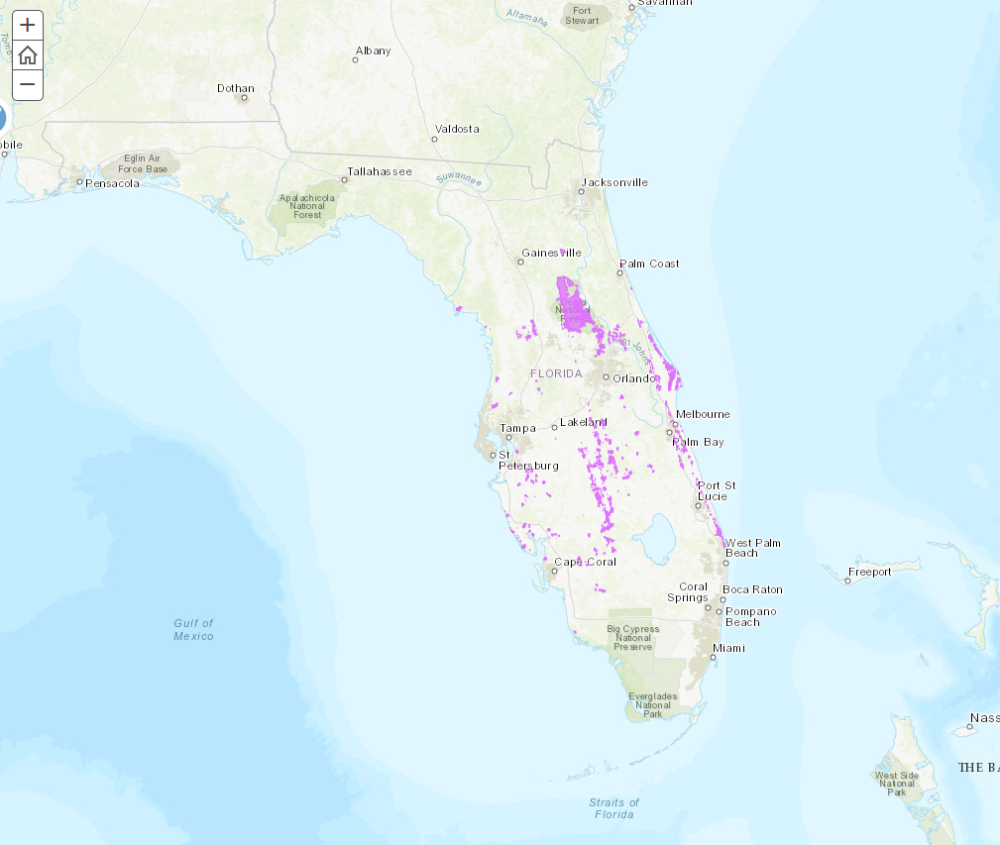 Savannah
Altamaha
Fort
Stewart
+
−
Albany
Dothan
Valdosta
obile
Eglin Air
Force Base
Pensacola
Tallahassee
Suwannee
Jacksonville
Apalachicola
National
Forest
Gainesville
Palm Coast
St Johns
FLORIDA
Orlando
Melbourne
Palm Bay
Lakeland
Tampa
St
Petersburg
Port St
Lucie
West Palm
Beach
Cape Coral
Freeport
Coral
Springs
Boca Raton
Pompano
Beach
Gulf of
Mexico
Big Cypress
National
Preserve
Miami
Everglades
National
Park
Nass
THE BA
West Side
National
Park
Straits of
Florida